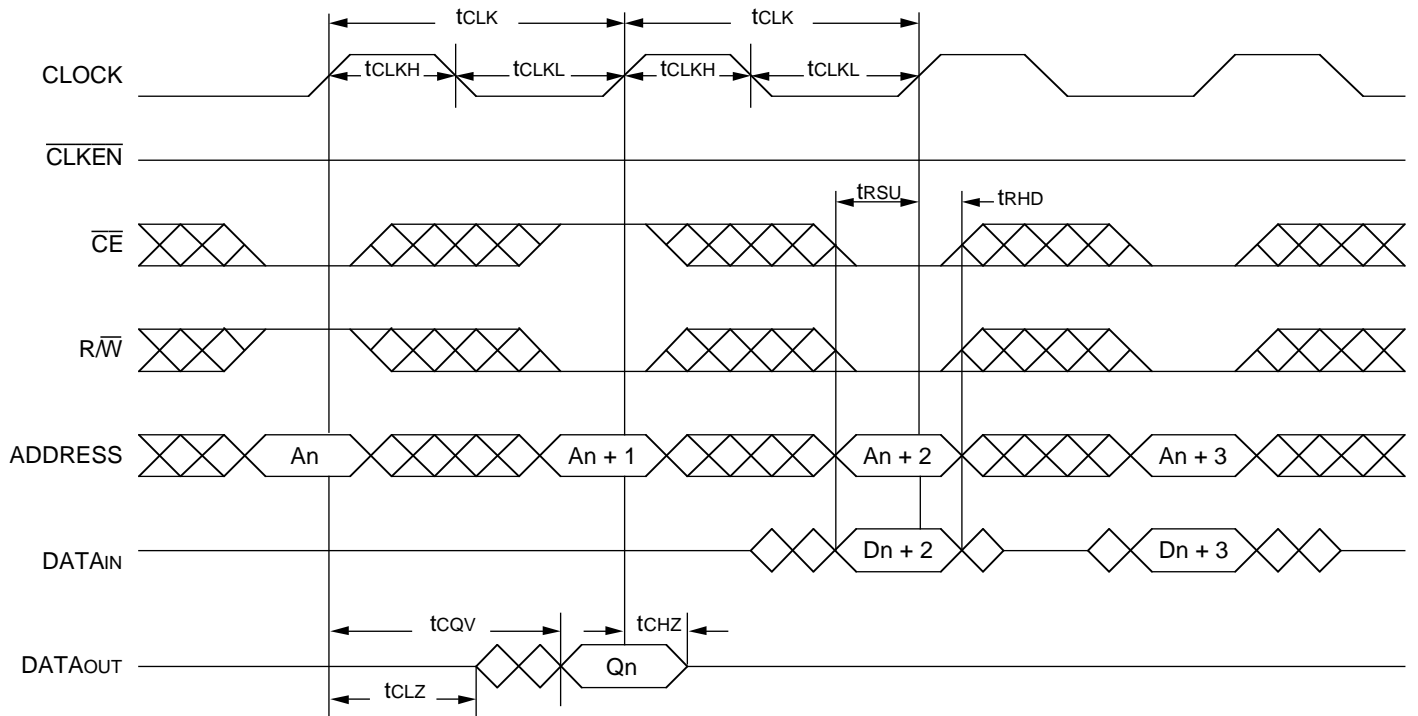 tCLK tCLK
CLOCK tCLKH tCLKL tCLKH tCLKL
CLKEN
tRSU tRHD
CE
R/W
ADDRESS An An + 1 An + 2 An + 3
DATAIN Dn + 2 Dn + 3
tCQV tCHZ
DATAOUT Qn
tCLZ